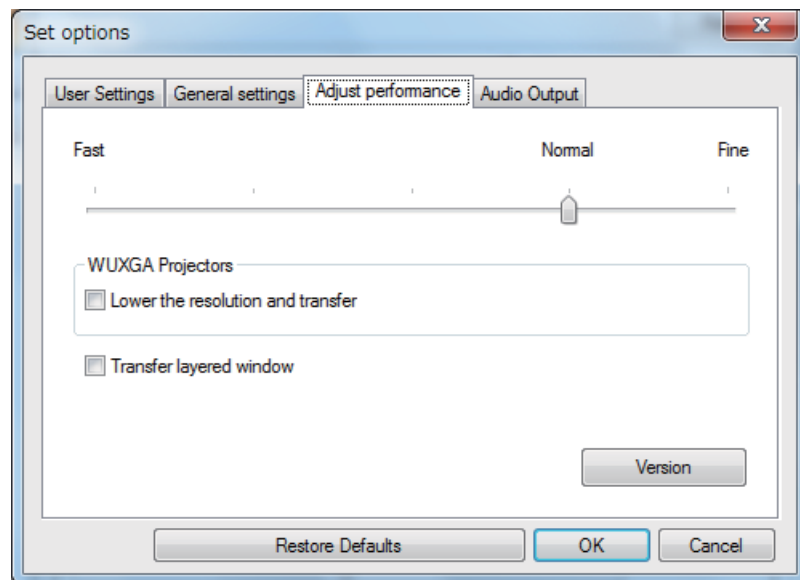 Set options
User Settings General settings Adjust performance Audio Output
Fast Normal Fine
WUXGA Projectors
Lower the resolution and transfer
Transfer layered window
Version
Restore Defaults OK Cancel